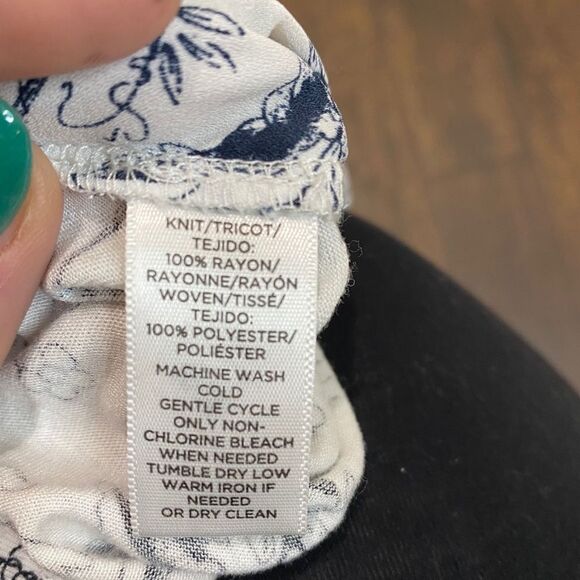 KNIT/TRICOT/
TEJIDO:
100% RAYON/
RAYONNE/RAYÓN
WOVEN/TISSÉ/
TEJIDO:
100% POLYESTER/
POLIÉSTER
MACHINE WASH
COLD
GENTLE CYCLE
ONLY NON-
CHLORINE BLEACH
WHEN NEEDED
TUMBLE DRY LOW
WARM IRON IF
NEEDED
OR DRY CLEAN